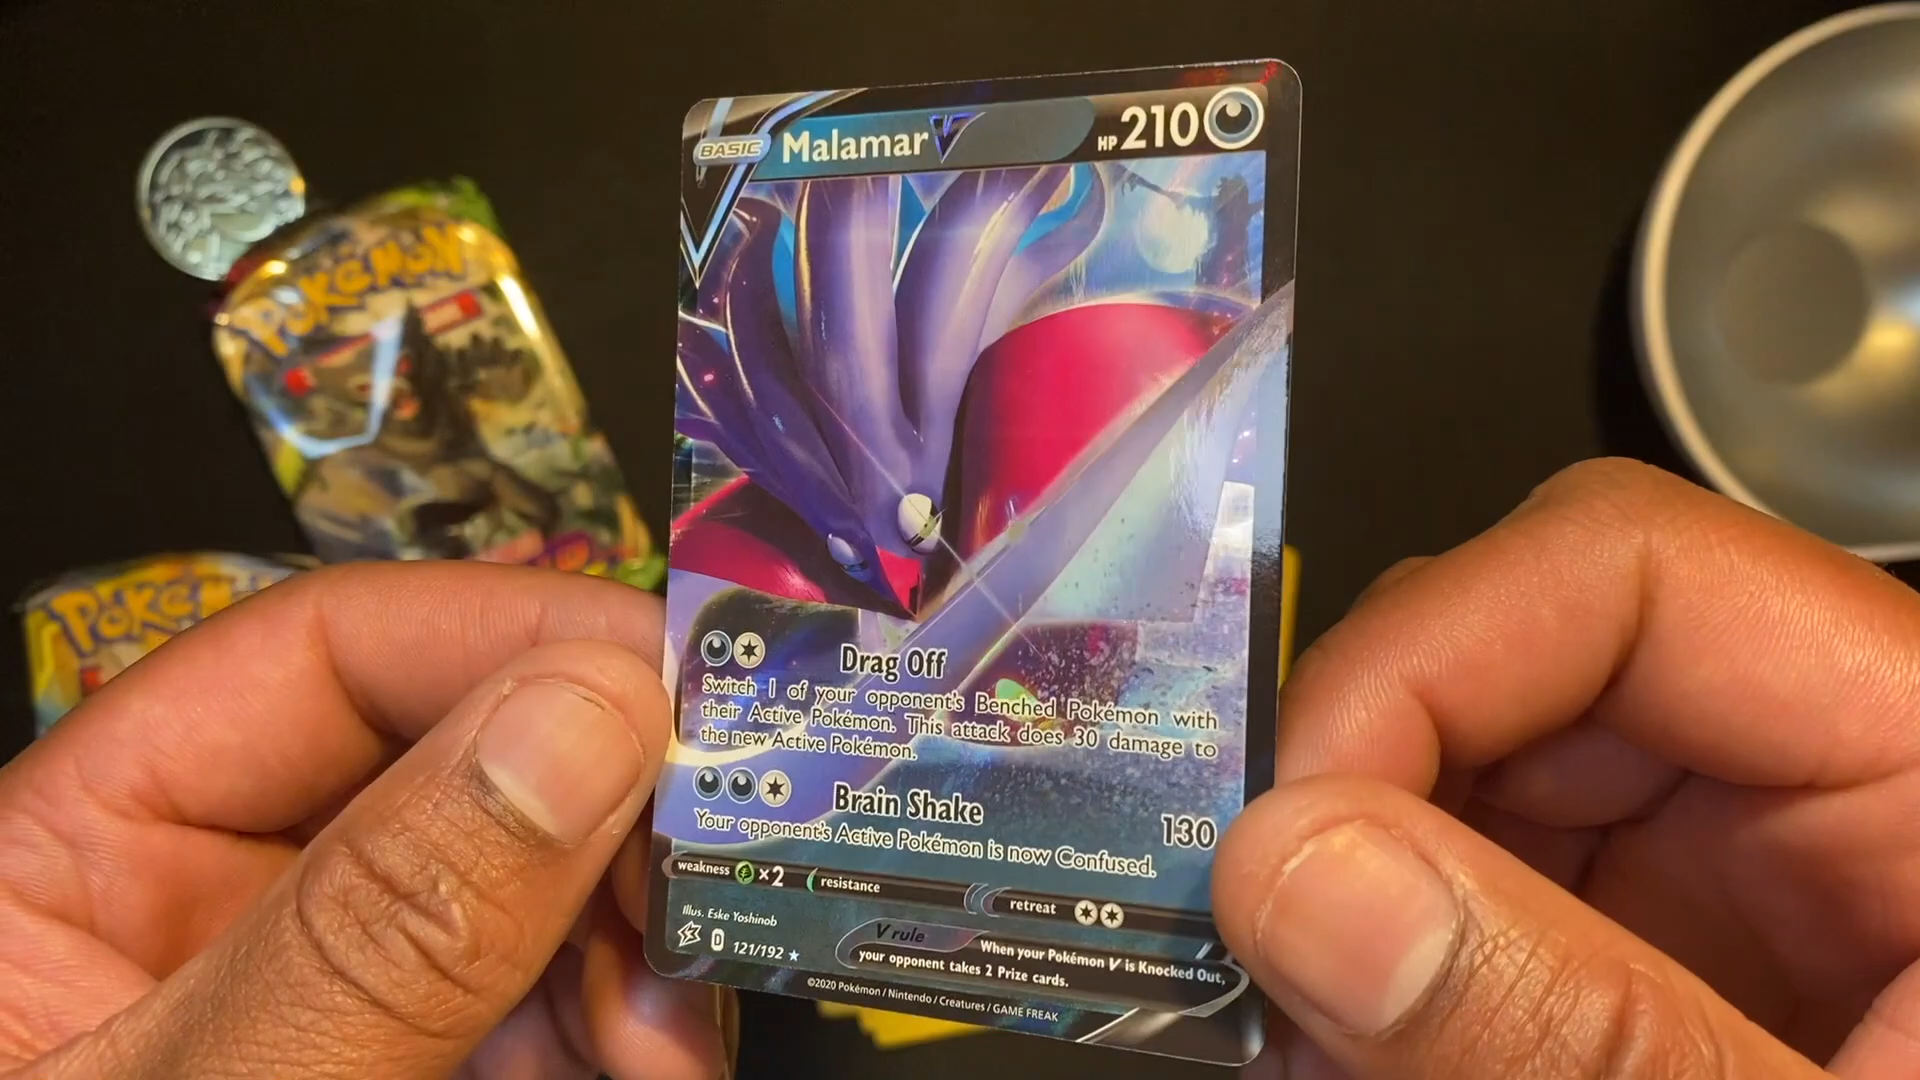 POKÉMON
POKÉM
BASIC
Malamar V
HP 210
Drag Off
Switch 1 of your opponent's Benched Pokémon with
their Active Pokémon. This attack does 30 damage to
the new Active Pokémon.
Brain Shake 130
Your opponent's Active Pokémon is now Confused.
weakness ×2 resistance retreat
Illus. Eske Yoshinob
D 121/192 ★
V rule When your Pokémon V is Knocked Out,
your opponent takes 2 Prize cards.
©2020 Pokémon / Nintendo / Creatures / GAME FREAK